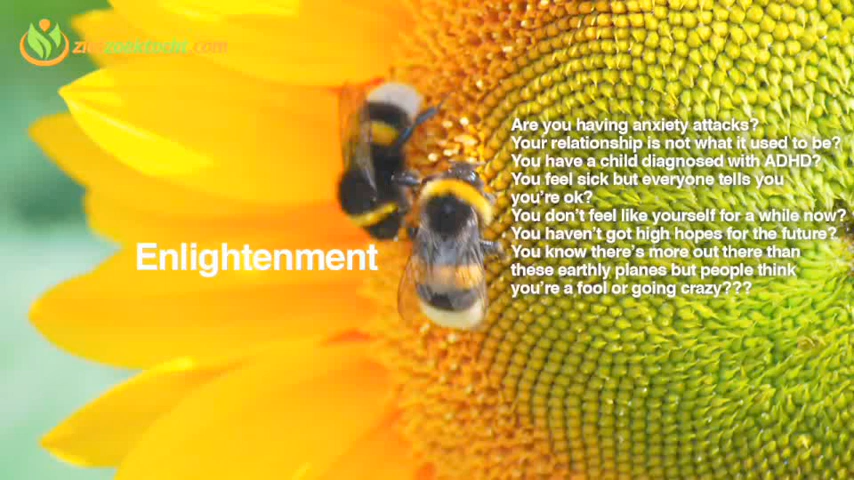 Enlightenment
Are you having anxiety attacks?
Your relationship is not what it used to be?
You have a child diagnosed with ADHD?
You feel sick but everyone tells you
you're ok?
You don't feel like yourself for a while now?
You haven't got high hopes for the future?
You know there's more out there than
these earthly planes but people think
you're a fool or going crazy???